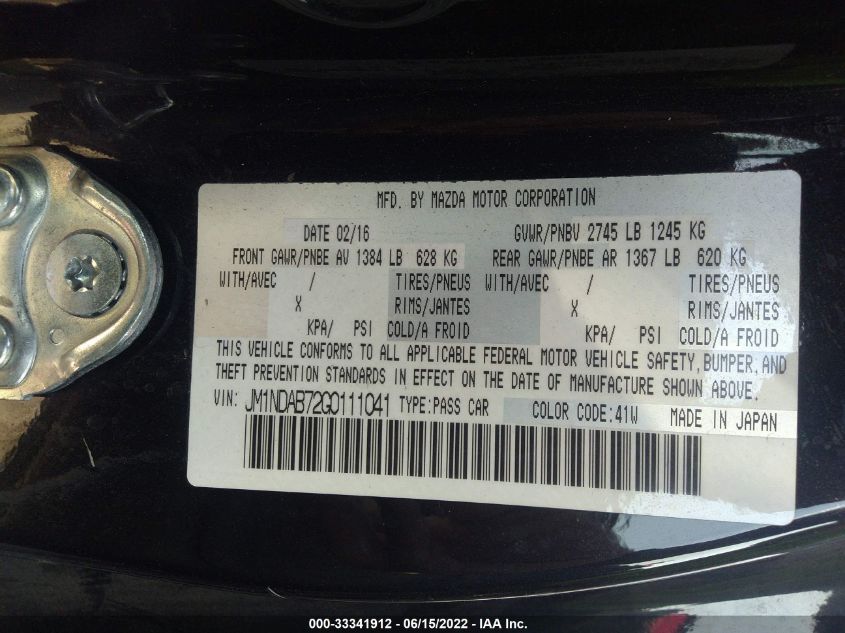 MFD. BY MAZDA MOTOR CORPORATION
DATE 02/16 GVWR/PNBV 2745 LB 1245 KG
FRONT GAWR/PNBE AV 1384 LB 628 KG REAR GAWR/PNBE AR 1367 LB 620 KG
WITH/AVEC / TIRES/PNEUS WITH/AVEC / TIRES/PNEUS
X RIMS/JANTES X RIMS/JANTES
KPA/ PSI COLD/A FROID KPA/ PSI COLD/A FROID
THIS VEHICLE CONFORMS TO ALL APPLICABLE FEDERAL MOTOR VEHICLE SAFETY, BUMPER, AND
THEFT PREVENTION STANDARDS IN EFFECT ON THE DATE OF MANUFACTURE SHOWN ABOVE.
VIN: JM1NDAB72G0111041 TYPE:PASS CAR COLOR CODE:41W MADE IN JAPAN
000-33341912 - 06/15/2022 - IAA Inc.